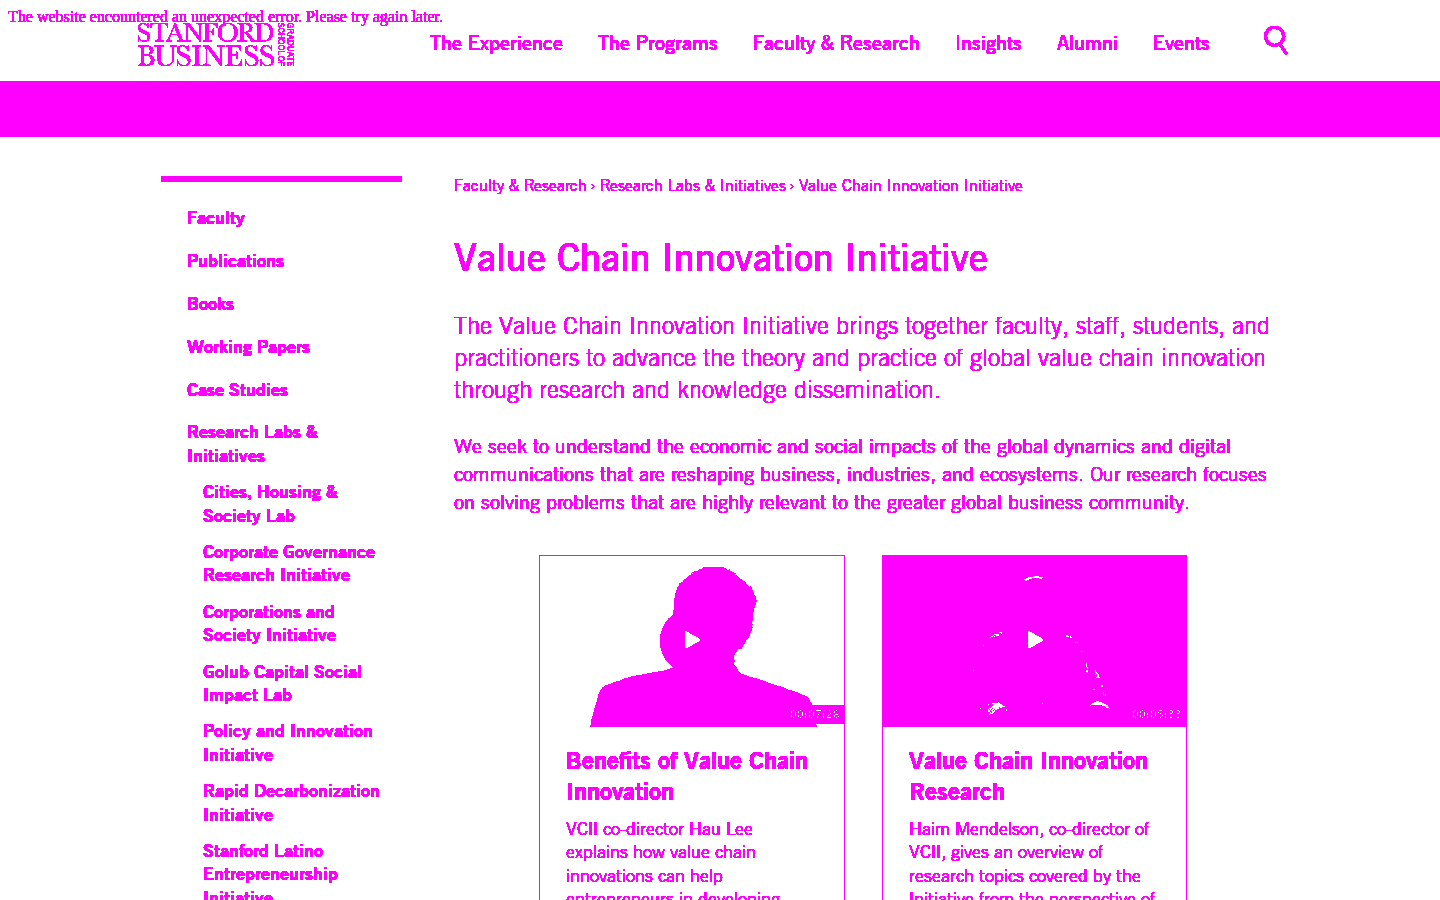 The website encountered an unexpected error. Please try again later.
STANFORD
BUSINESS
GRADUATE
SCHOOL OF
The Experience
The Programs
Faculty & Research
Insights
Alumni
Events
Faculty & Research › Research Labs & Initiatives › Value Chain Innovation Initiative
Faculty
Publications
Books
Working Papers
Case Studies
Research Labs &
Initiatives
Cities, Housing &
Society Lab
Corporate Governance
Research Initiative
Corporations and
Society Initiative
Golub Capital Social
Impact Lab
Policy and Innovation
Initiative
Rapid Decarbonization
Initiative
Stanford Latino
Entrepreneurship
Initiative
Value Chain Innovation Initiative
The Value Chain Innovation Initiative brings together faculty, staff, students, and
practitioners to advance the theory and practice of global value chain innovation
through research and knowledge dissemination.
We seek to understand the economic and social impacts of the global dynamics and digital
communications that are reshaping business, industries, and ecosystems. Our research focuses
on solving problems that are highly relevant to the greater global business community.
00:07:26
Benefits of Value Chain
Innovation
VCII co-director Hau Lee
explains how value chain
innovations can help
entrepreneurs in developing
Value Chain Innovation
Research
Haim Mendelson, co-director of
VCII, gives an overview of
research topics covered by the
Initiative from the perspective of